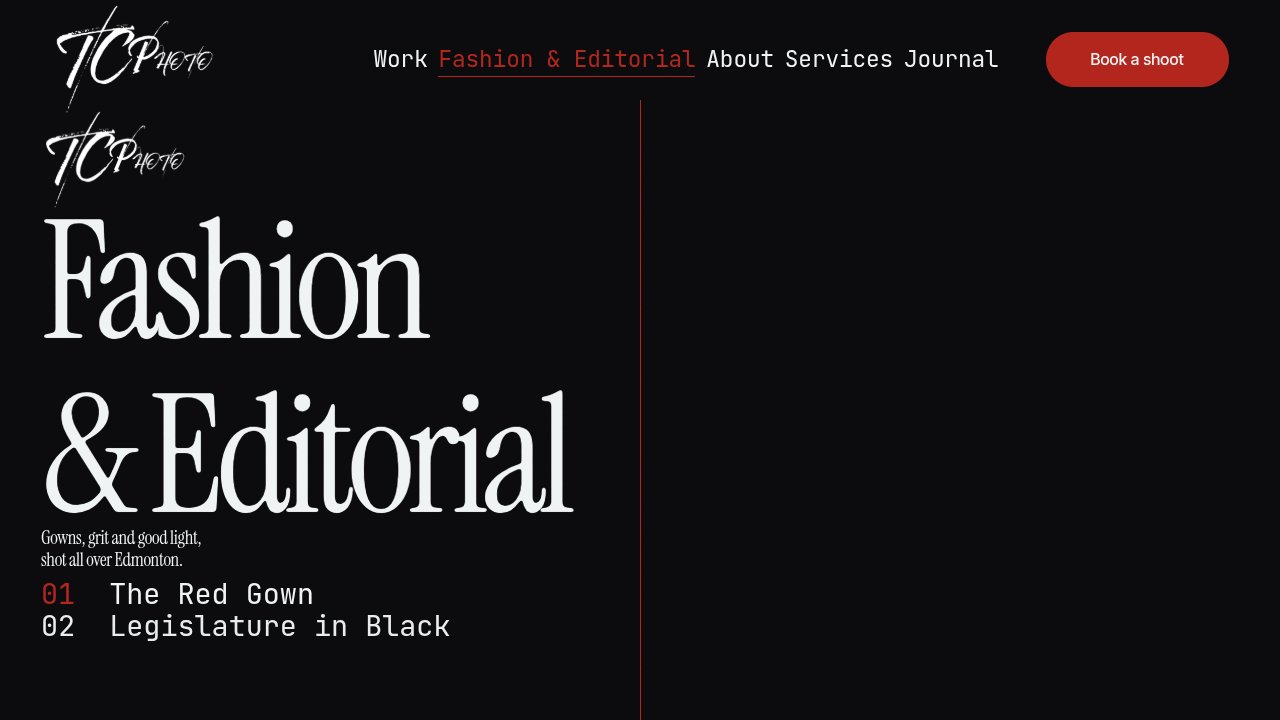 TCPHOTO
Work Fashion & Editorial About Services Journal Book a shoot
TCPHOTO
Fashion
& Editorial
Gowns, grit and good light,
shot all over Edmonton.
01 The Red Gown
02 Legislature in Black